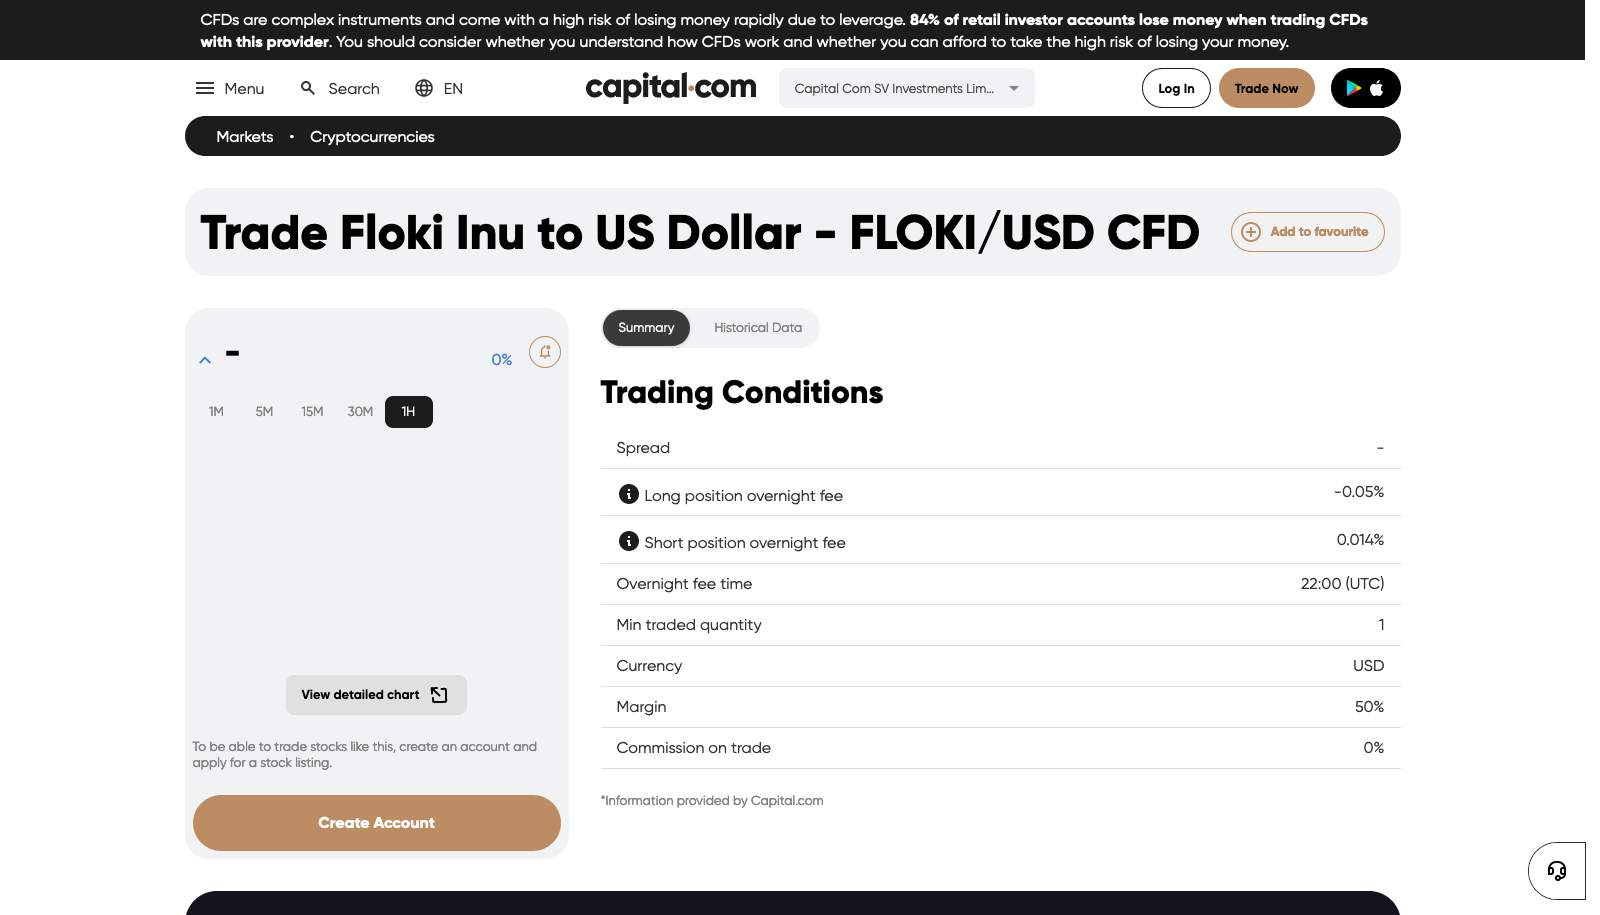 CFDs are complex instruments and come with a high risk of losing money rapidly due to leverage. 84% of retail investor accounts lose money when trading CFDs
with this provider. You should consider whether you understand how CFDs work and whether you can afford to take the high risk of losing your money.
Menu Search EN capital.com Capital Com SV Investments Lim... Log In Trade Now
Markets • Cryptocurrencies
Trade Floki Inu to US Dollar - FLOKI/USD CFD
Add to favourite
- 0%
1M 5M 15M 30M 1H
View detailed chart
To be able to trade stocks like this, create an account and
apply for a stock listing.
Create Account
Summary Historical Data
Trading Conditions
Spread -
Long position overnight fee -0.05%
Short position overnight fee 0.014%
Overnight fee time 22:00 (UTC)
Min traded quantity 1
Currency USD
Margin 50%
Commission on trade 0%
*Information provided by Capital.com